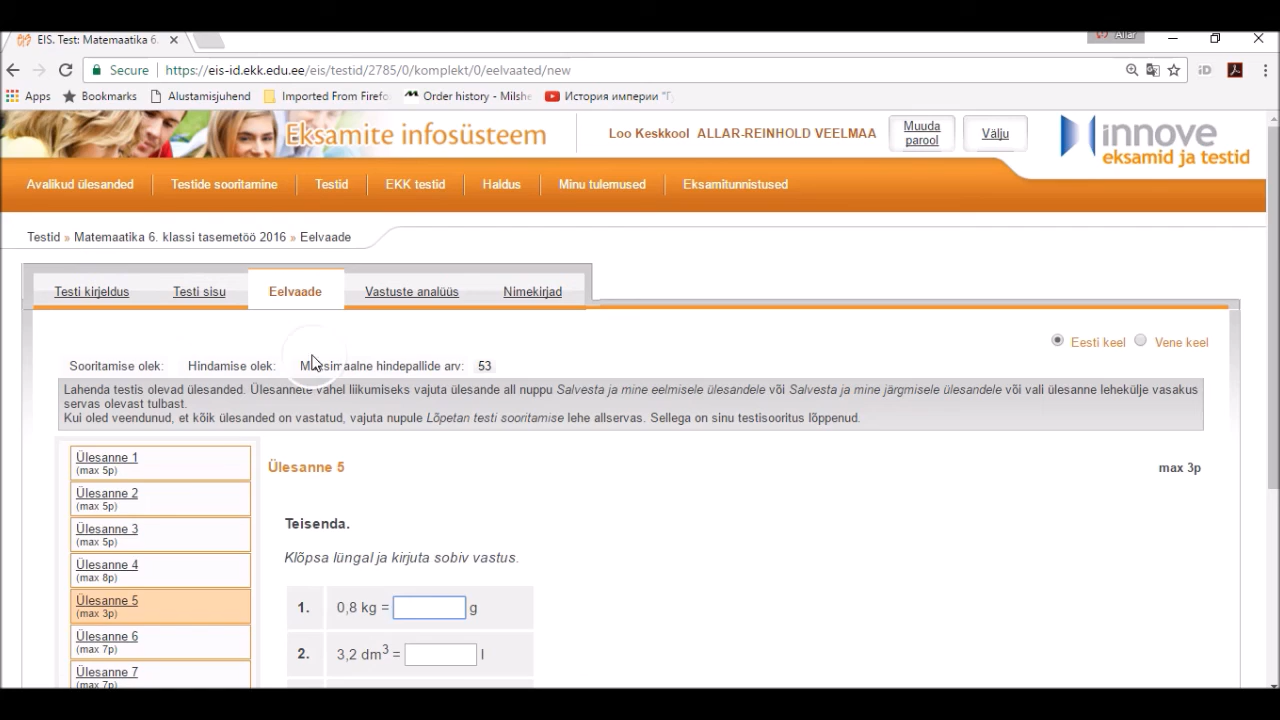 EIS. Test: Matemaatika 6.
Allar
Secure https://eis-id.ekk.edu.ee/eis/testid/2785/0/komplekt/0/eelvaated/new
iD
Apps Bookmarks Alustamisjuhend Imported From Firefo Order history - Milshe История империи "Т
Eksamite infosüsteem
Loo Keskkool ALLAR-REINHOLD VEELMAA
Muuda
parool
Välju
innove
eksamid ja testid
Avalikud ülesanded Testide sooritamine Testid EKK testid Haldus Minu tulemused Eksamitunnistused
Testid » Matemaatika 6. klassi tasemetöö 2016 » Eelvaade
Testi kirjeldus Testi sisu Eelvaade Vastuste analüüs Nimekirjad
Eesti keel Vene keel
Sooritamise olek: Hindamise olek: Maksimaalne hindepallide arv: 53
Lahenda testis olevad ülesanded. Ülesannete vahel liikumiseks vajuta ülesande all nuppu Salvesta ja mine eelmisele ülesandele või Salvesta ja mine järgmisele ülesandele või vali ülesanne lehekülje vasakus
servas olevast tulbast.
Kui oled veendunud, et kõik ülesanded on vastatud, vajuta nupule Lõpetan testi sooritamise lehe allservas. Sellega on sinu testisooritus lõppenud.
Ülesanne 1
(max 5p)
Ülesanne 2
(max 5p)
Ülesanne 3
(max 5p)
Ülesanne 4
(max 8p)
Ülesanne 5
(max 3p)
Ülesanne 6
(max 7p)
Ülesanne 7
(max 7p)
Ülesanne 5 max 3p
Teisenda.
Klõpsa lüngal ja kirjuta sobiv vastus.
1. 0,8 kg = g
2. 3,2 dm³ = l